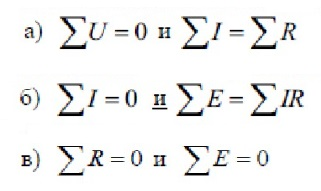 а) ∑U = 0 и ∑I = ∑R
б) ∑I = 0 и ∑E = ∑IR
в) ∑R = 0 и ∑E = 0